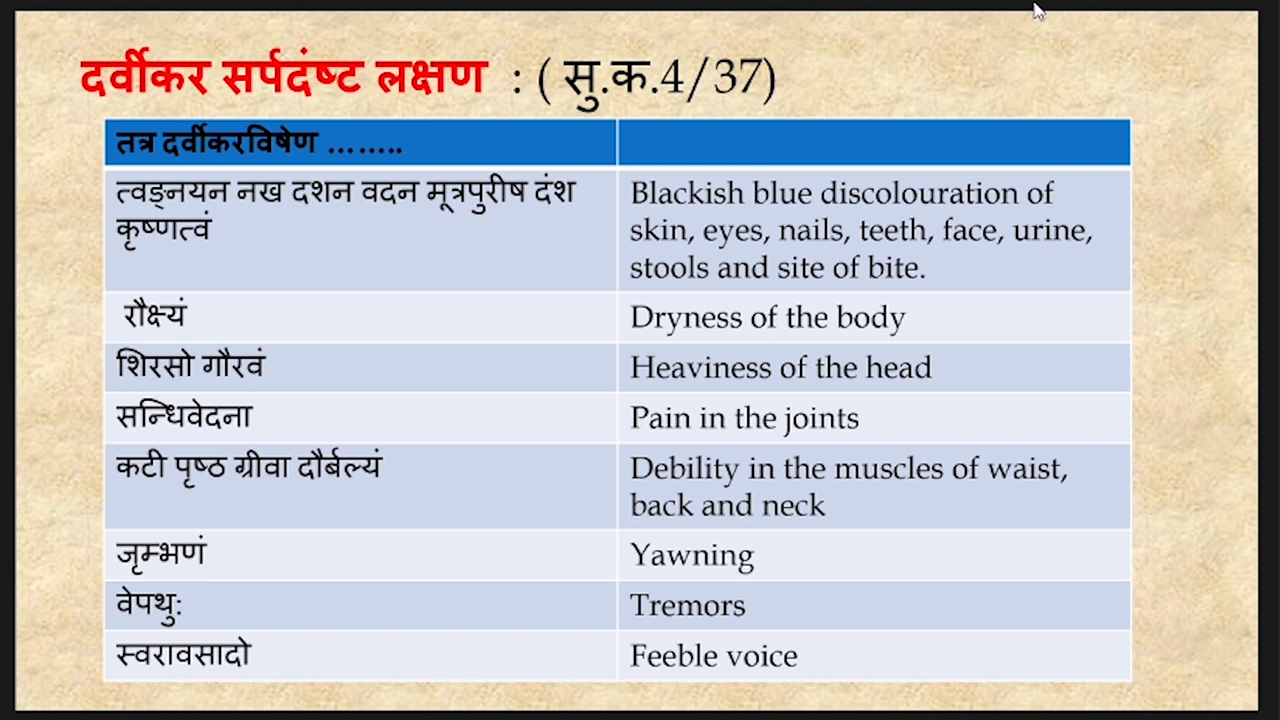 दर्वीकर सर्पदंष्ट लक्षण : ( सु.क.4/37)
तत्र दर्वीकरविषेण ……..
त्वङ्नयन नख दशन वदन मूत्रपुरीष दंश
कृष्णत्वं
Blackish blue discolouration of
skin, eyes, nails, teeth, face, urine,
stools and site of bite.
रौक्ष्यं
Dryness of the body
शिरसो गौरवं
Heaviness of the head
सन्धिवेदना
Pain in the joints
कटी पृष्ठ ग्रीवा दौर्बल्यं
Debility in the muscles of waist,
back and neck
जृम्भणं
Yawning
वेपथु:
Tremors
स्वरावसादो
Feeble voice